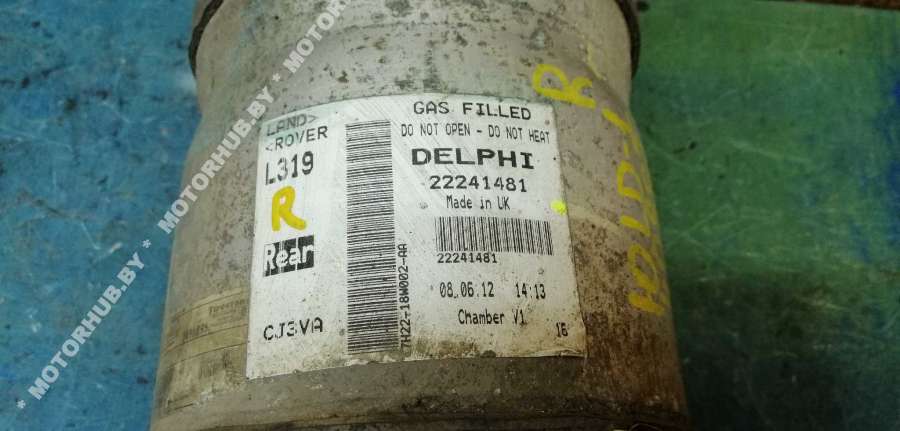 LAND>
<ROVER
L319
R
Rear
CJ3VA
7H22-18W002-AA
GAS FILLED
DO NOT OPEN - DO NOT HEAT
DELPHI
22241481
Made in UK
22241481
08.06.12 14:13
Chamber V1
16
R
* MOTORHUB.BY * MOTORHUB.BY * MOTORHUB.BY * MOTOR